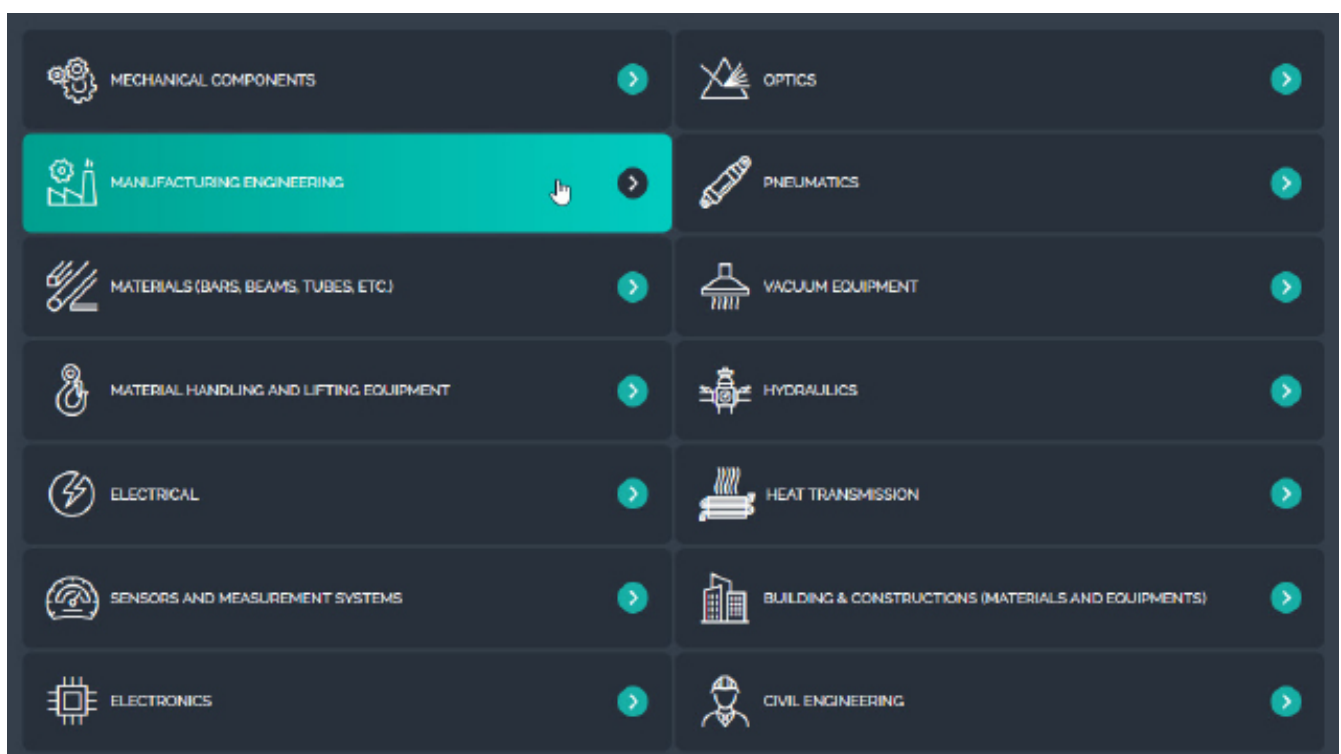 MECHANICAL COMPONENTS
OPTICS
MANUFACTURING ENGINEERING
PNEUMATICS
MATERIALS (BARS, BEAMS, TUBES, ETC.)
VACUUM EQUIPMENT
MATERIAL HANDLING AND LIFTING EQUIPMENT
HYDRAULICS
ELECTRICAL
HEAT TRANSMISSION
SENSORS AND MEASUREMENT SYSTEMS
BUILDING & CONSTRUCTIONS (MATERIALS AND EQUIPMENTS)
ELECTRONICS
CIVIL ENGINEERING